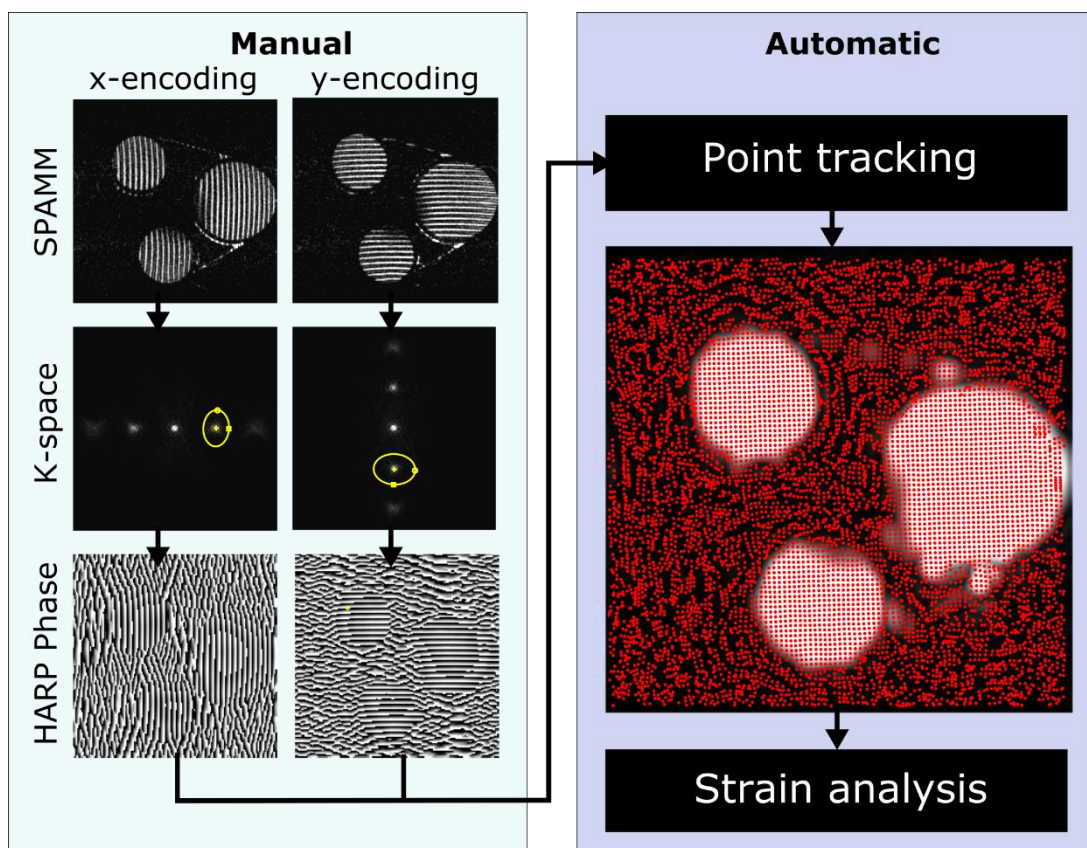 Manual
x-encoding
y-encoding
SPAMM
K-space
HARP Phase
Automatic
Point tracking
Strain analysis